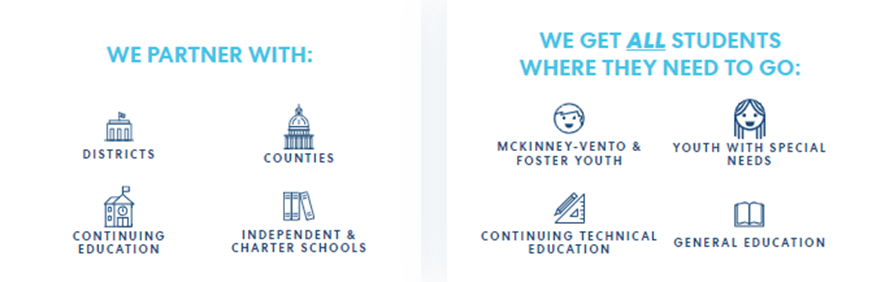 WE PARTNER WITH:
DISTRICTS
COUNTIES
CONTINUING
EDUCATION
INDEPENDENT &
CHARTER SCHOOLS
WE GET ALL STUDENTS
WHERE THEY NEED TO GO:
MCKINNEY-VENTO &
FOSTER YOUTH
YOUTH WITH SPECIAL
NEEDS
CONTINUING TECHNICAL
EDUCATION
GENERAL EDUCATION